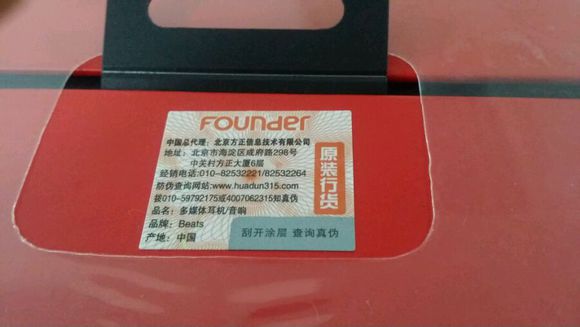 Founder
中国总代理：北京方正信息技术有限公司
地址：北京市海淀区成府路298号
中关村方正大厦6层
经销电话:010-82532221/82532264
防伪查询网站:www.huadun315.com
拨010-59792175或4007062315知真伪
品名：多媒体耳机/音响
品牌：Beats
产地：中国
原装行货
刮开涂层 查询真伪